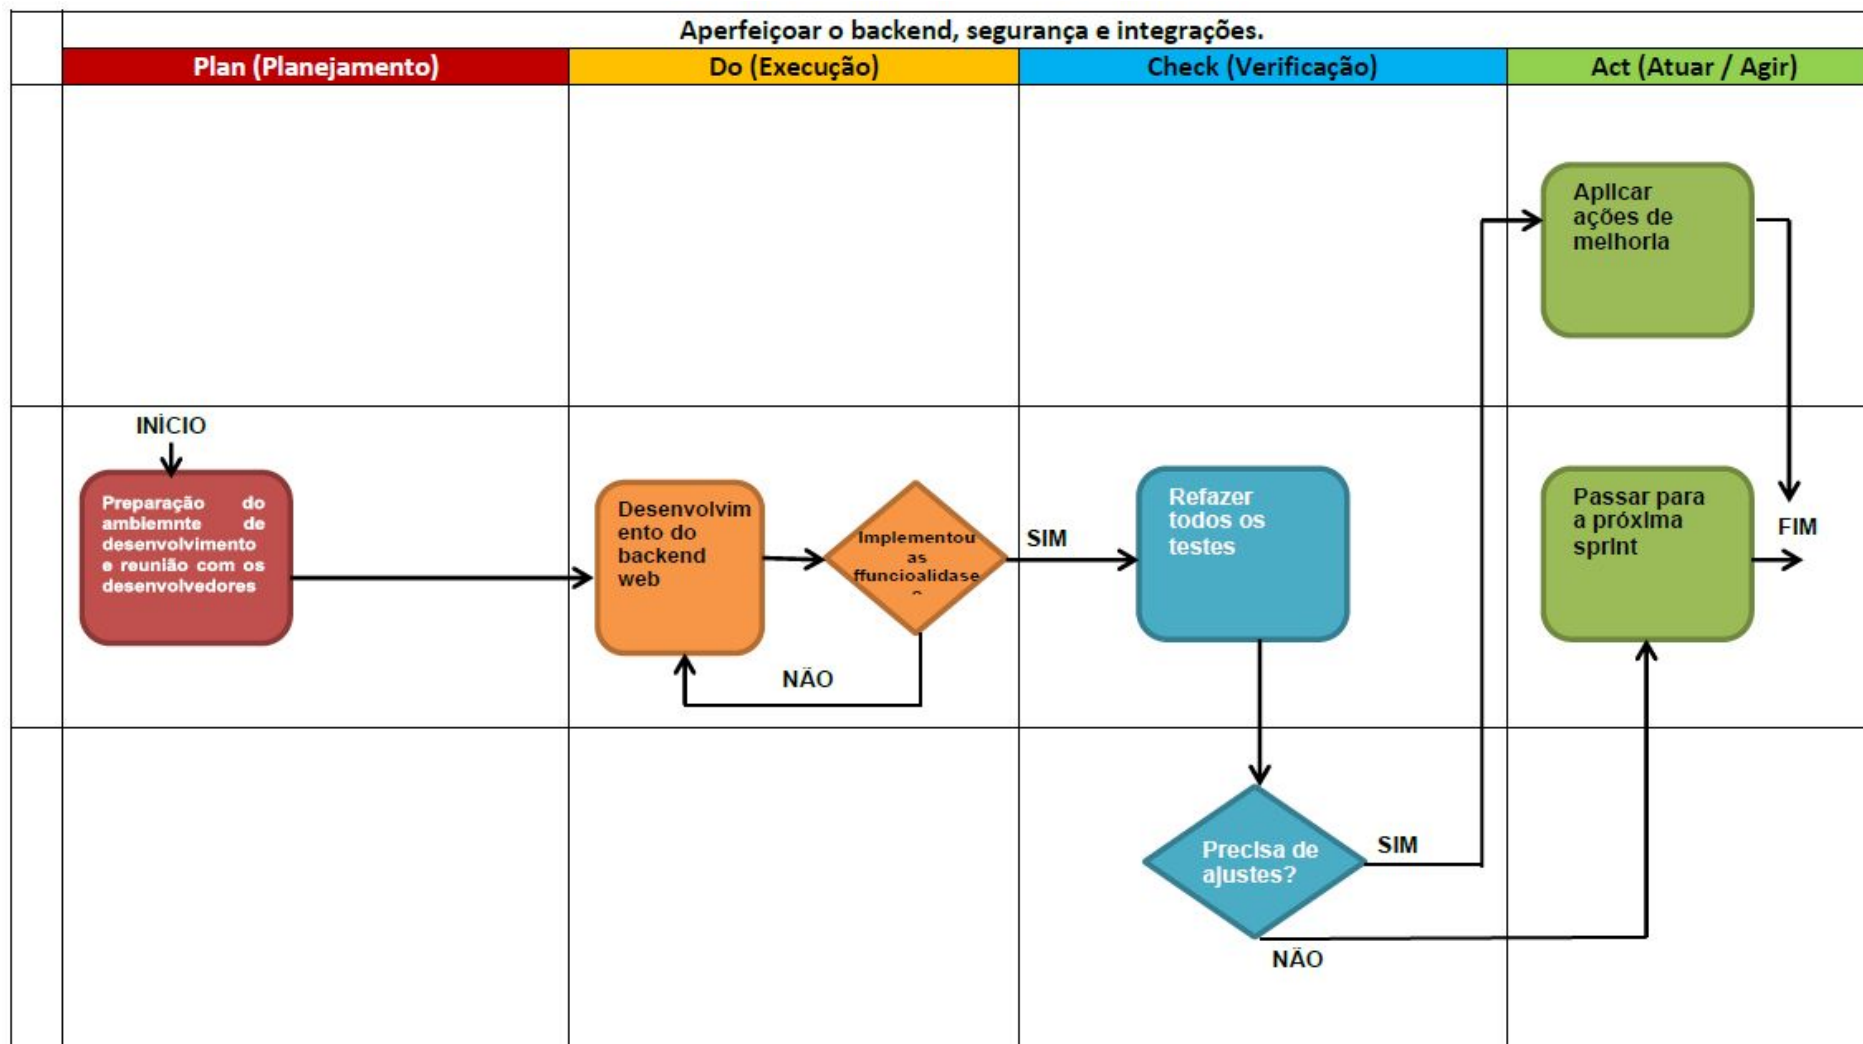 Aperfeiçoar o backend, segurança e integrações.
Plan (Planejamento)
Do (Execução)
Check (Verificação)
Act (Atuar / Agir)
Aplicar
ações de
melhoria
INÍCIO
Preparação do
ambiemnte de
desenvolvimento
e reunião com os
desenvolvedores
Desenvolvim
ento do
backend
web
Implementou
as
ffuncioalidase
SIM
NÃO
Refazer
todos os
testes
Passar para
a próxima
sprint
FIM
Precisa de
ajustes?
SIM
NÃO